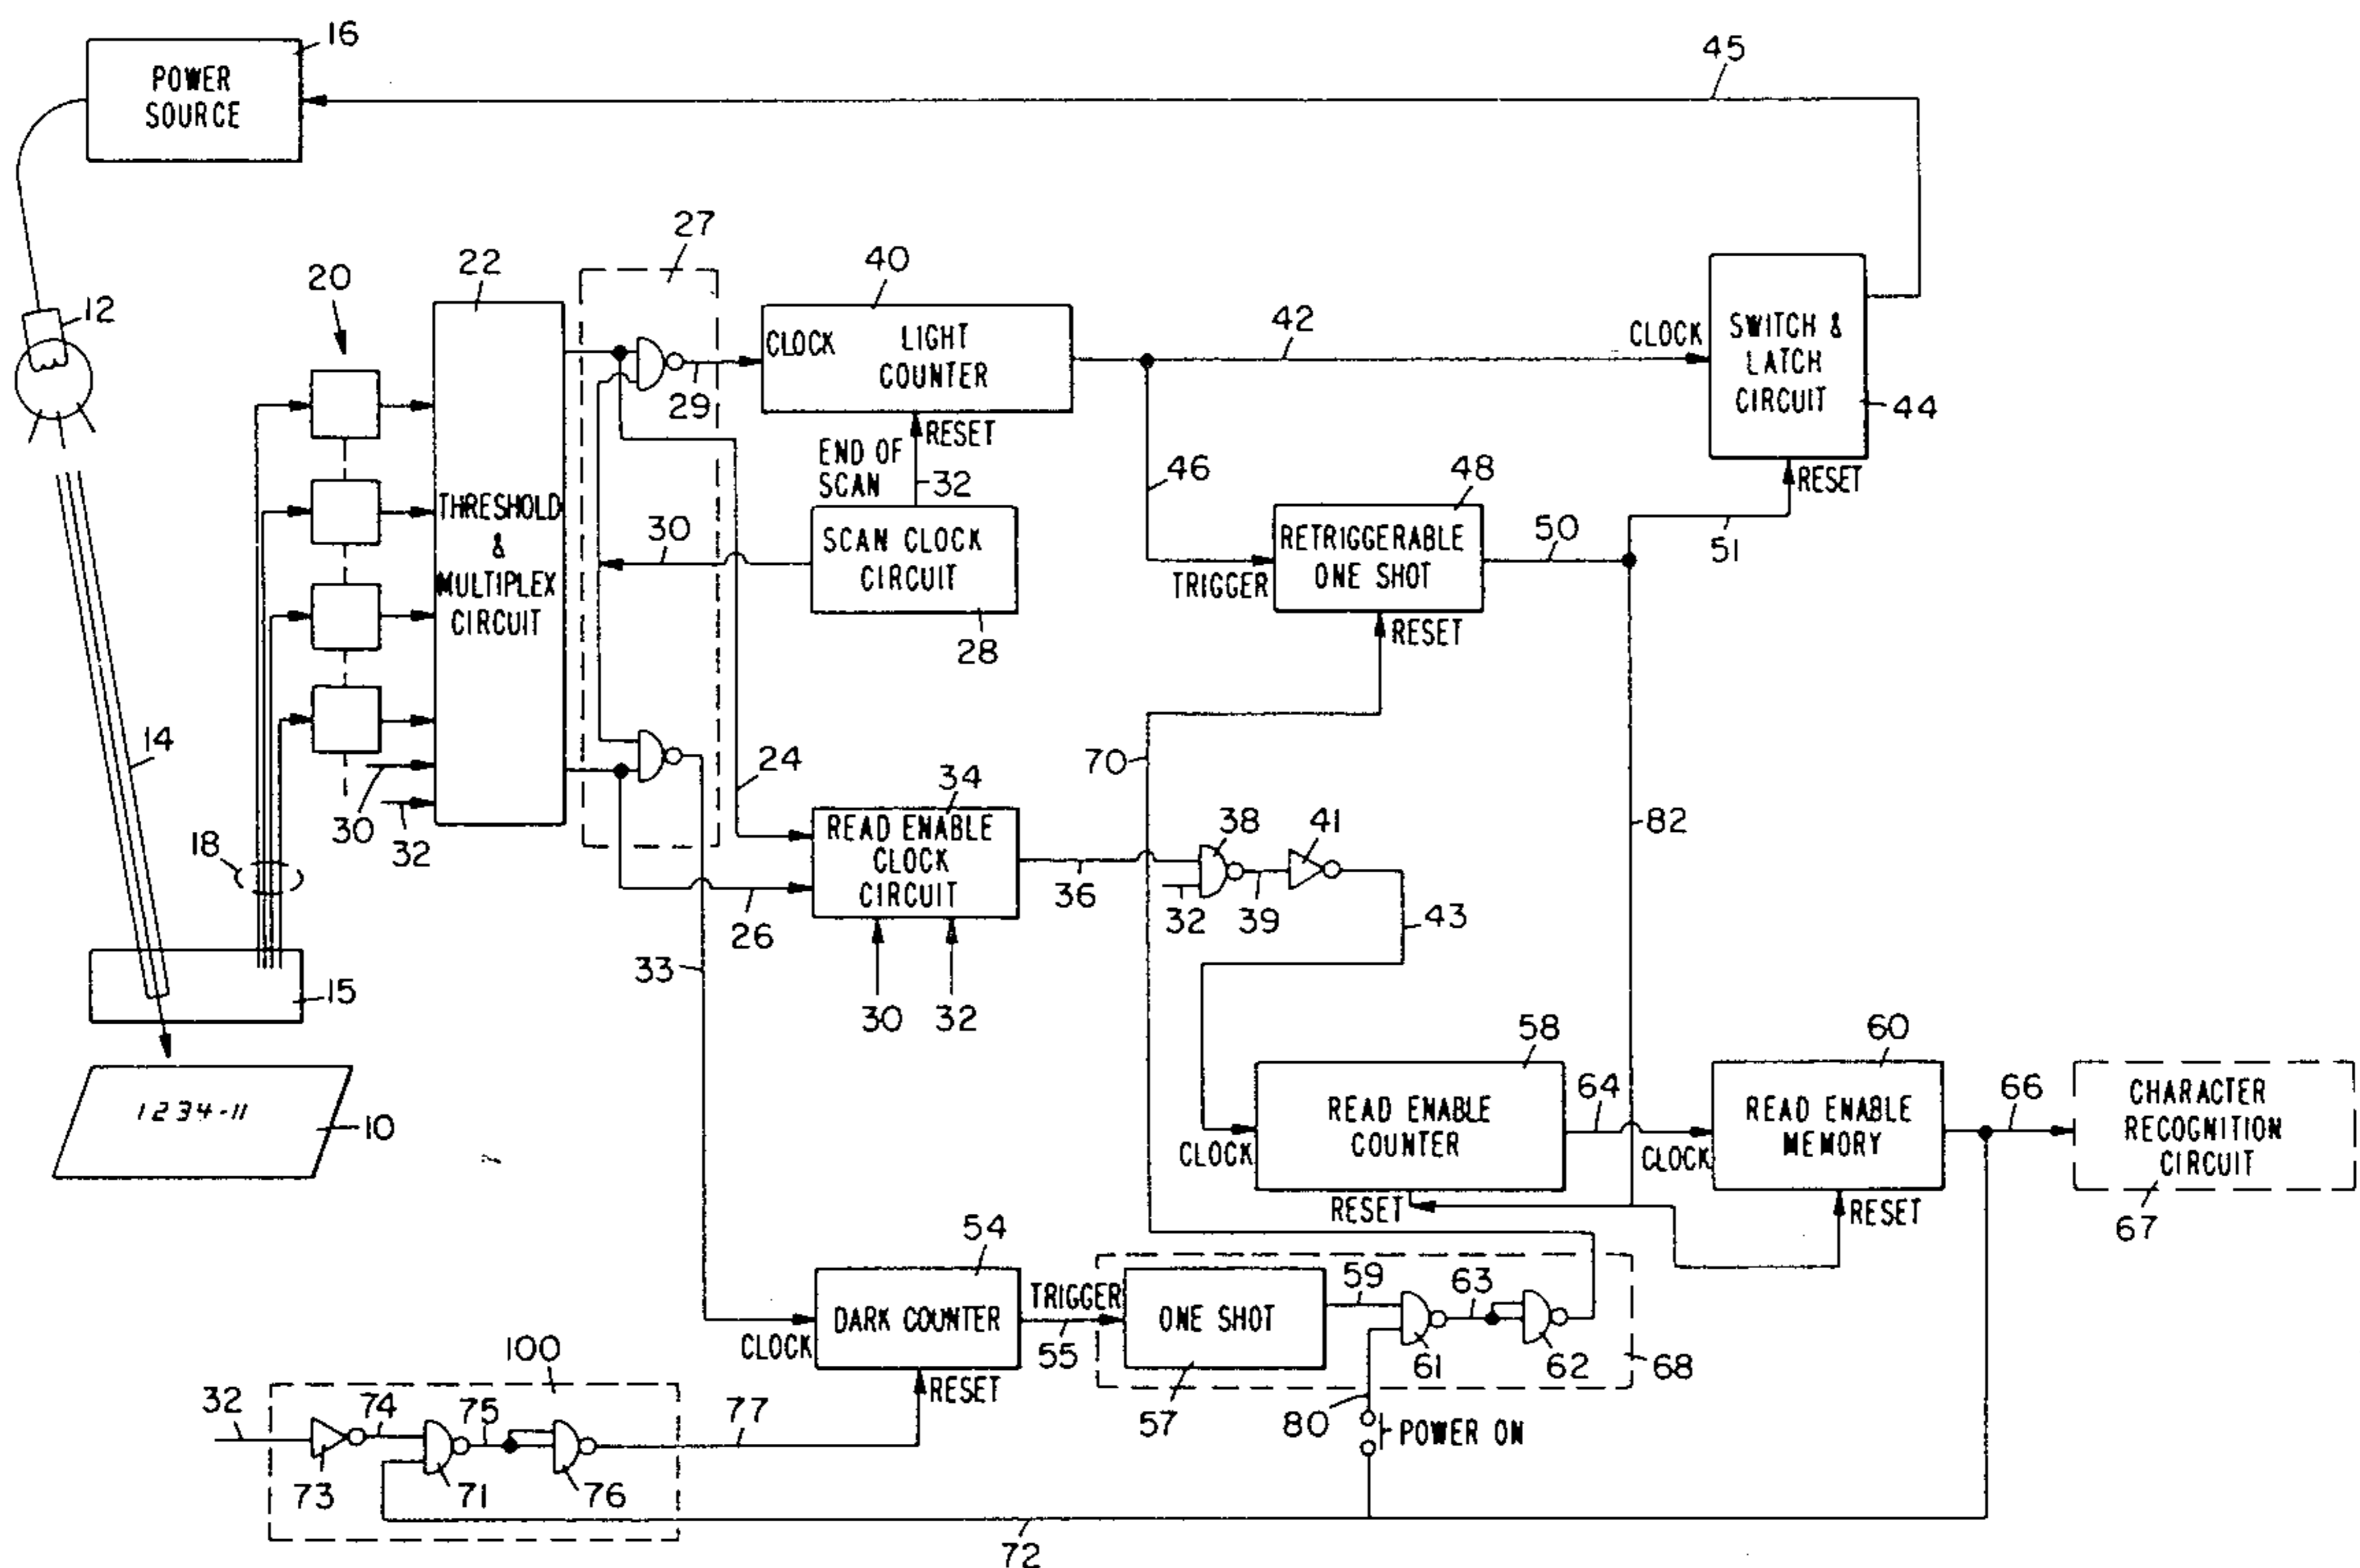 16
POWER
SOURCE
45
12
20
22
THRESHOLD
&
MULTIPLEX
CIRCUIT
27
29
40
CLOCK
LIGHT
COUNTER
RESET
END OF
SCAN
32
42
CLOCK
SWITCH &
LATCH
CIRCUIT
44
RESET
30
SCAN CLOCK
CIRCUIT
28
46
48
RETRIGGERABLE
ONE SHOT
TRIGGER
RESET
50
51
14
30
32
18
24
34
READ ENABLE
CLOCK
CIRCUIT
70
38
41
82
36
32
39
43
26
33
30
32
15
1234-11
10
58
READ ENABLE
COUNTER
CLOCK
RESET
64
60
READ ENABLE
MEMORY
CLOCK
RESET
66
CHARACTER
RECOGNITION
CIRCUIT
67
54
DARK COUNTER
CLOCK
RESET
TRIGGER
55
ONE SHOT
57
59
63
61
62
68
80
POWER ON
100
32
74
75
77
73
71
76
72